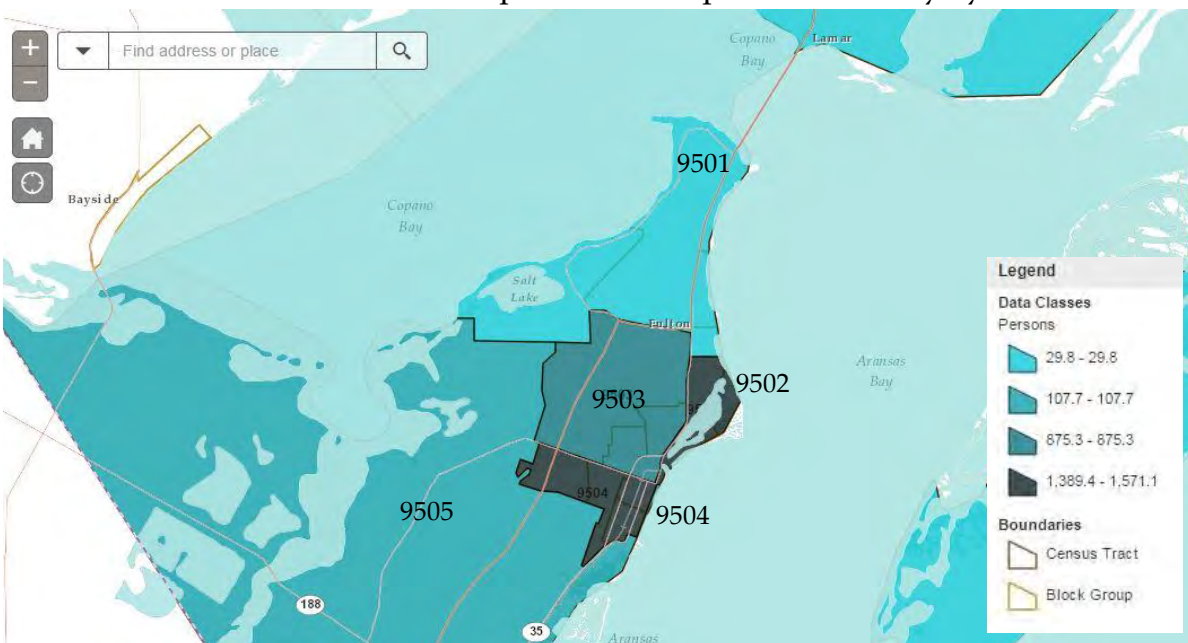 +
Find address or place
−
Copano
Bay
Lamar
9501
Bayside
Copano
Bay
Salt
Lake
Fulton
Aransas
Bay
9502
9503
9504
9504
9505
188
35
Aransas
Legend
Data Classes
Persons
29.8 - 29.8
107.7 - 107.7
875.3 - 875.3
1,389.4 - 1,571.1
Boundaries
Census Tract
Block Group